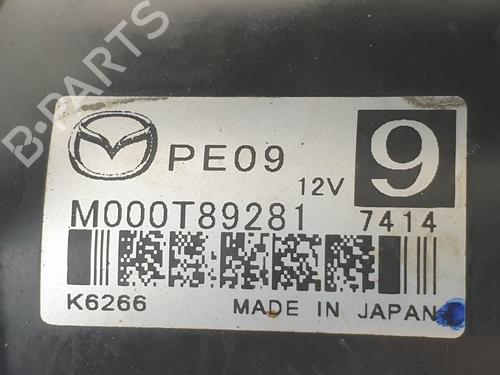 B-PARTS
PE09
12V
9
M000T89281
7414
K6266
MADE IN JAPAN